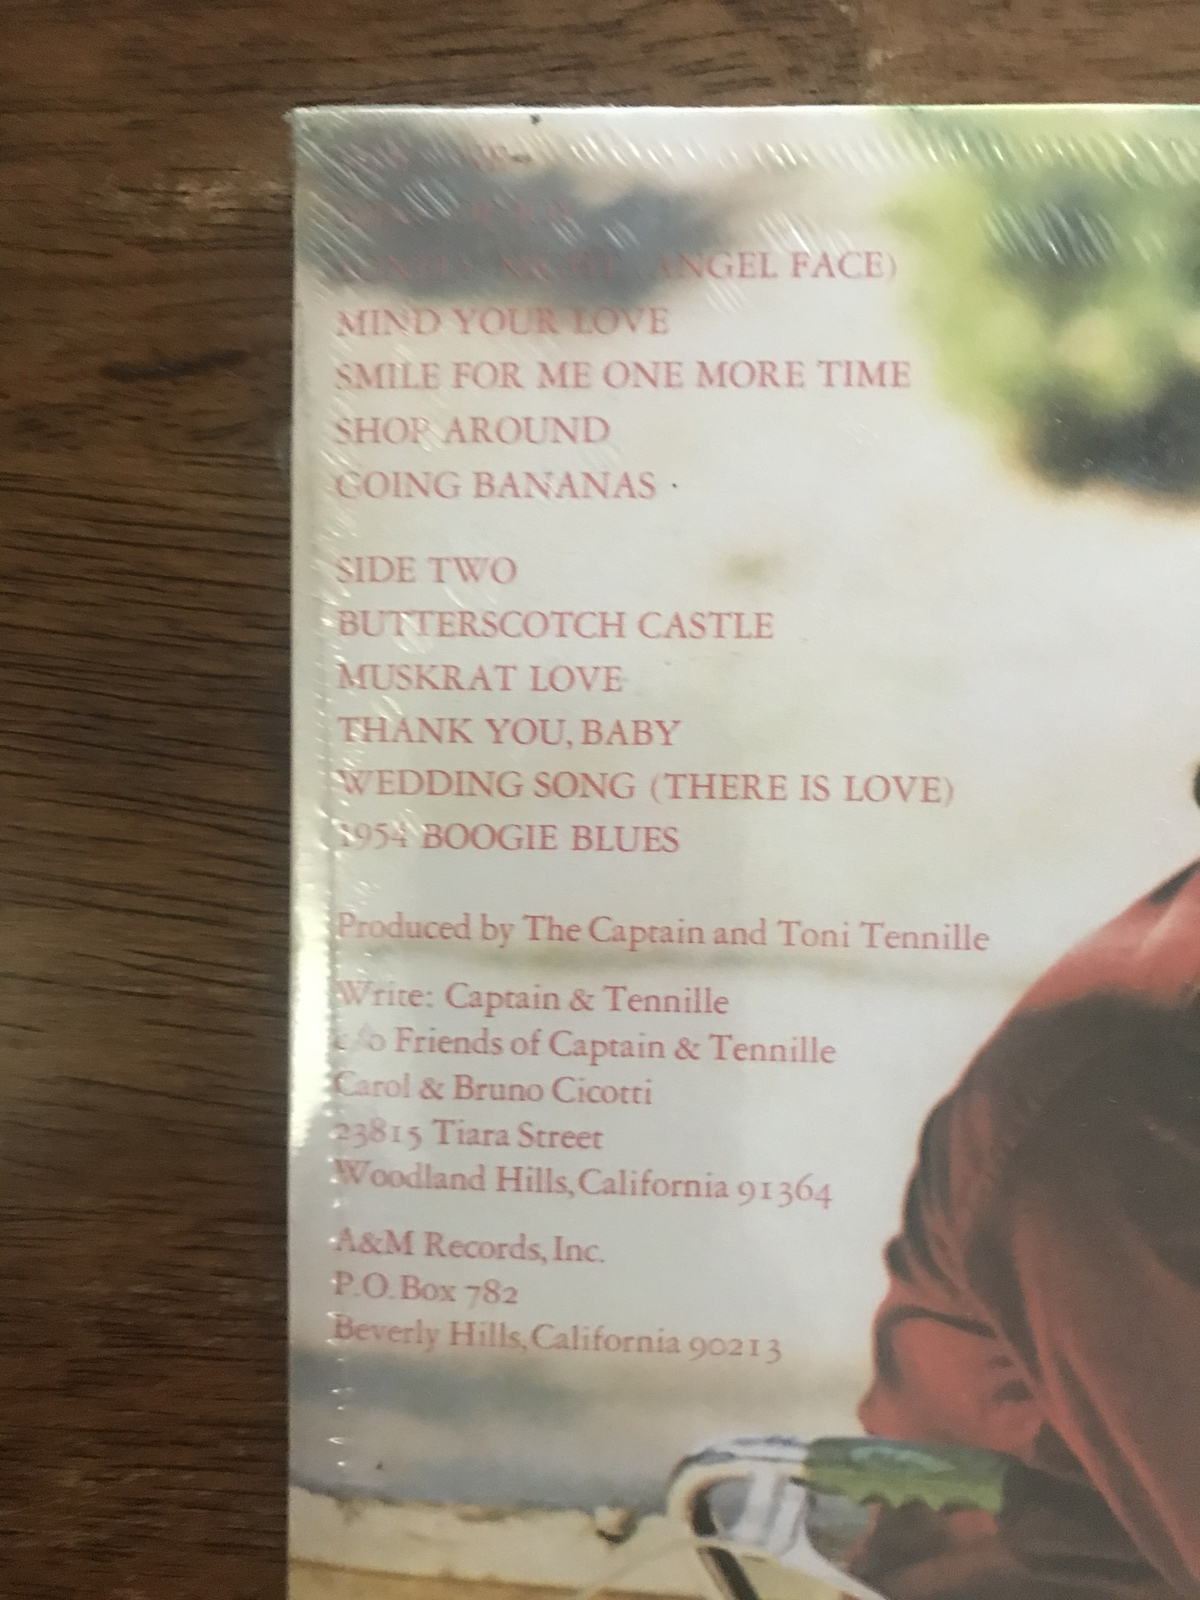 NIGHT (ANGEL FACE)
MIND YOUR LOVE
SMILE FOR ME ONE MORE TIME
SHOP AROUND
GOING BANANAS
SIDE TWO
BUTTERSCOTCH CASTLE
MUSKRAT LOVE
THANK YOU, BABY
WEDDING SONG (THERE IS LOVE)
1954 BOOGIE BLUES
Produced by The Captain and Toni Tennille
Write: Captain & Tennille
c/o Friends of Captain & Tennille
Carol & Bruno Cicotti
23815 Tiara Street
Woodland Hills, California 91364
A&M Records, Inc.
P.O. Box 782
Beverly Hills, California 90213